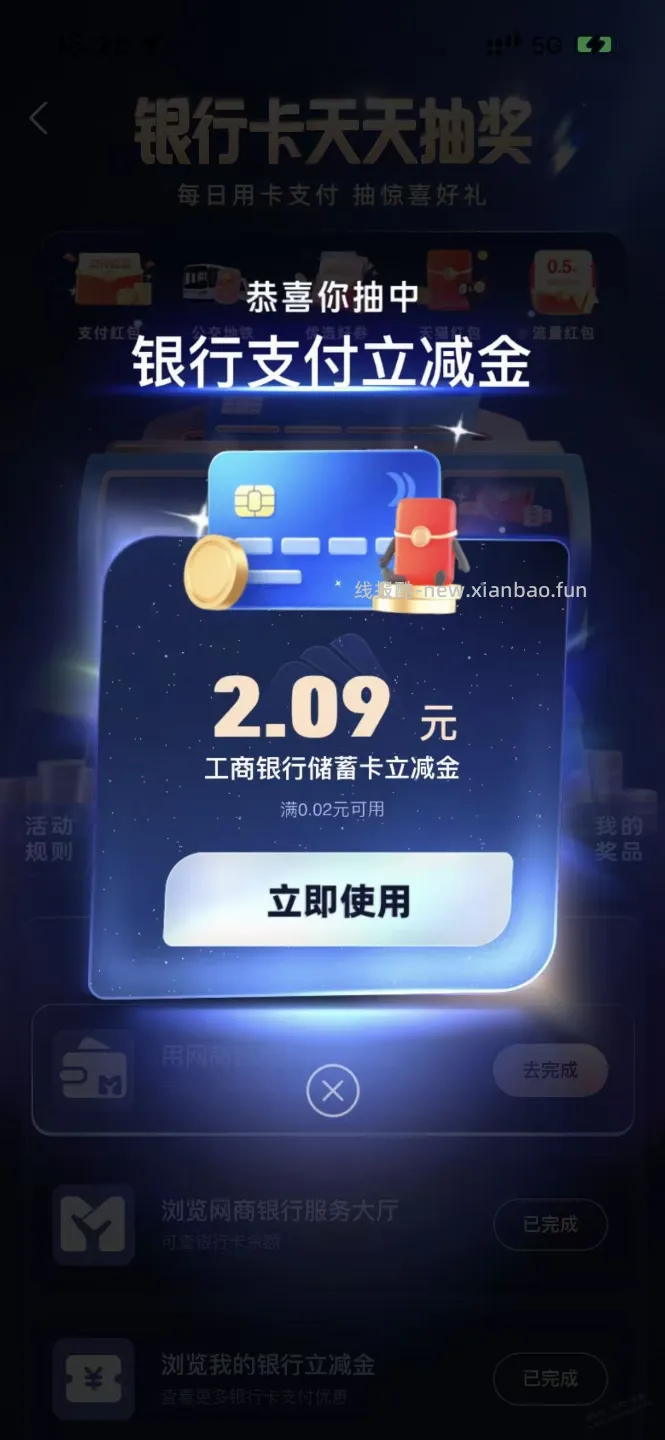 5G
银行卡天天抽奖
每日用卡支付 抽惊喜好礼
0.5
支付红包
公交地铁
优选好券
天猫红包
流量红包
恭喜你抽中
银行支付立减金
new.xianbao.fun
2.09 元
工商银行储蓄卡立减金
满0.02元可用
活动
规则
我的
奖品
立即使用
用网商
去完成
浏览网商银行服务大厅
可查银行卡余额
已完成
浏览我的银行立减金
查看更多银行卡支付优惠
已完成